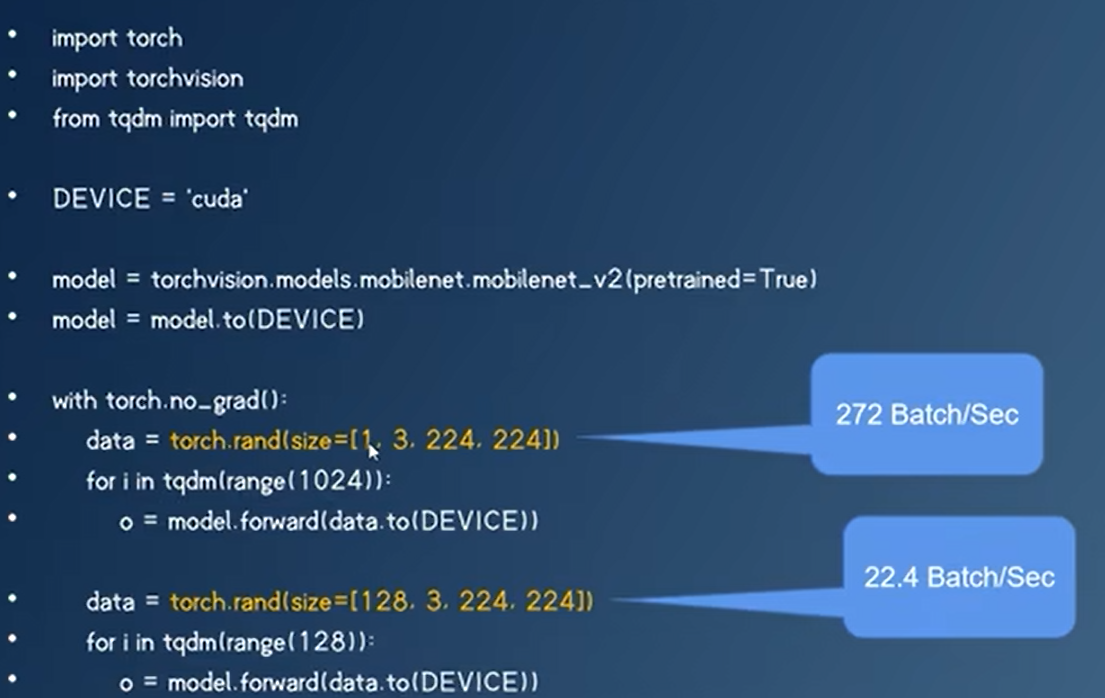 • import torch
• import torchvision
• from tqdm import tqdm
• DEVICE = 'cuda'
• model = torchvision.models.mobilenet.mobilenet_v2(pretrained=True)
• model = model.to(DEVICE)
• with torch.no_grad():
• data = torch.rand(size=[1, 3, 224, 224])
272 Batch/Sec
• for i in tqdm(range(1024)):
• o = model.forward(data.to(DEVICE))
• data = torch.rand(size=[128, 3, 224, 224])
22.4 Batch/Sec
• for i in tqdm(range(128)):
• o = model.forward(data.to(DEVICE))